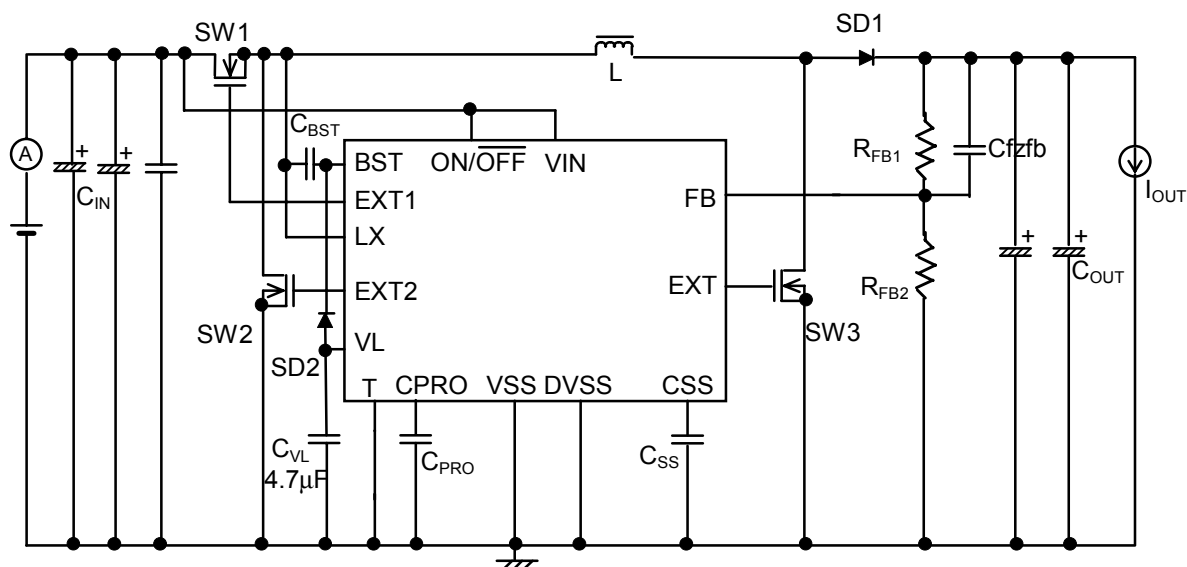 SW1
SD1
L
A
+
+
C_IN
C_BST
BST
ON/O̅F̅F̅
VIN
EXT1
LX
EXT2
VL
FB
EXT
R_FB1
Cfzfb
R_FB2
I_OUT
+
+
C_OUT
SW2
SD2
SW3
T
CPRO
VSS
DVSS
CSS
C_VL
4.7µF
C_PRO
C_SS